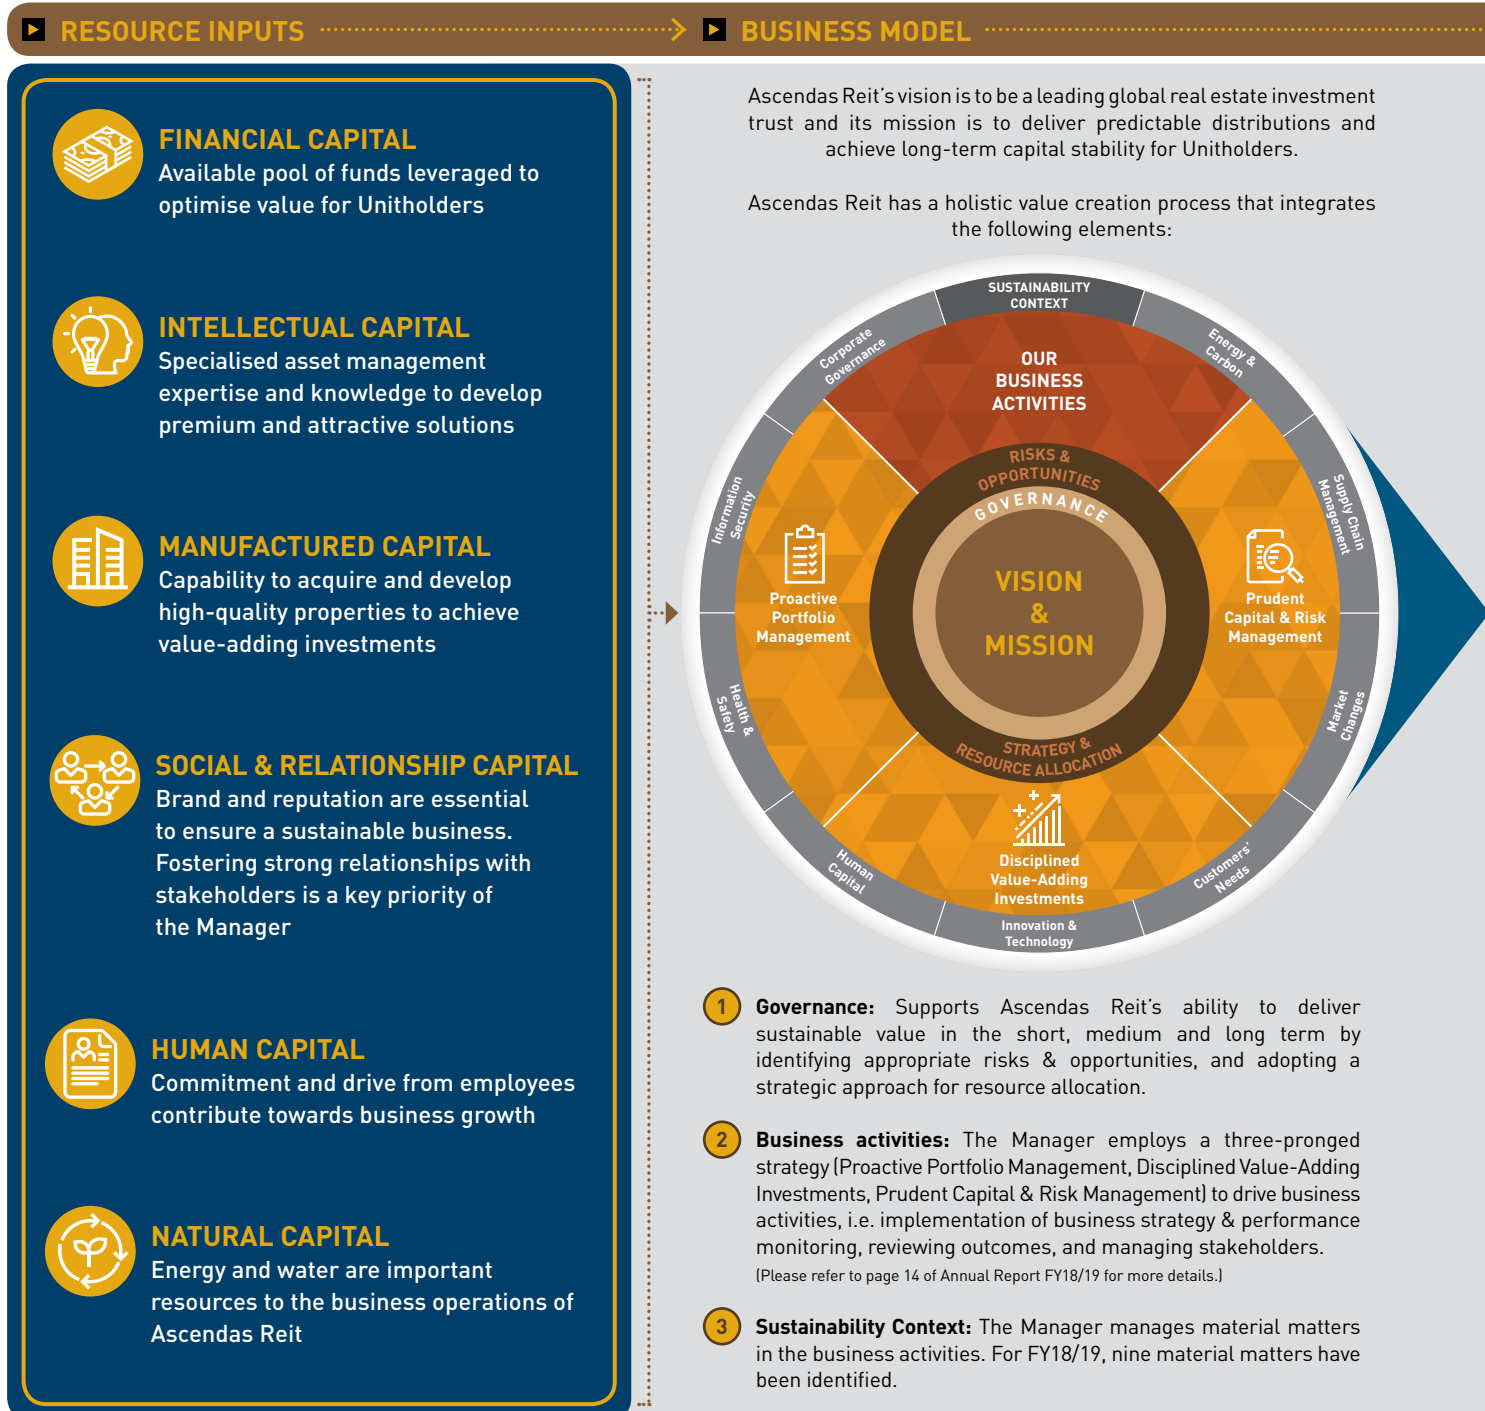 RESOURCE INPUTS
BUSINESS MODEL
FINANCIAL CAPITAL
Available pool of funds leveraged to
optimise value for Unitholders
INTELLECTUAL CAPITAL
Specialised asset management
expertise and knowledge to develop
premium and attractive solutions
MANUFACTURED CAPITAL
Capability to acquire and develop
high-quality properties to achieve
value-adding investments
SOCIAL & RELATIONSHIP CAPITAL
Brand and reputation are essential
to ensure a sustainable business.
Fostering strong relationships with
stakeholders is a key priority of
the Manager
HUMAN CAPITAL
Commitment and drive from employees
contribute towards business growth
NATURAL CAPITAL
Energy and water are important
resources to the business operations of
Ascendas Reit
Ascendas Reit's vision is to be a leading global real estate investment
trust and its mission is to deliver predictable distributions and
achieve long-term capital stability for Unitholders.
Ascendas Reit has a holistic value creation process that integrates
the following elements:
SUSTAINABILITY
CONTEXT
Energy &
Carbon
Supply Chain
Management
Market
Changes
Customers'
Needs
Innovation &
Technology
Human
Capital
Health &
Safety
Information
Security
Corporate
Governance
OUR
BUSINESS
ACTIVITIES
Proactive
Portfolio
Management
Prudent
Capital & Risk
Management
Disciplined
Value-Adding
Investments
RISKS &
OPPORTUNITIES
GOVERNANCE
VISION
&
MISSION
STRATEGY &
RESOURCE ALLOCATION
1 Governance: Supports Ascendas Reit's ability to deliver
sustainable value in the short, medium and long term by
identifying appropriate risks & opportunities, and adopting a
strategic approach for resource allocation.
2 Business activities: The Manager employs a three-pronged
strategy (Proactive Portfolio Management, Disciplined Value-Adding
Investments, Prudent Capital & Risk Management) to drive business
activities, i.e. implementation of business strategy & performance
monitoring, reviewing outcomes, and managing stakeholders.
(Please refer to page 14 of Annual Report FY18/19 for more details.)
3 Sustainability Context: The Manager manages material matters
in the business activities. For FY18/19, nine material matters have
been identified.